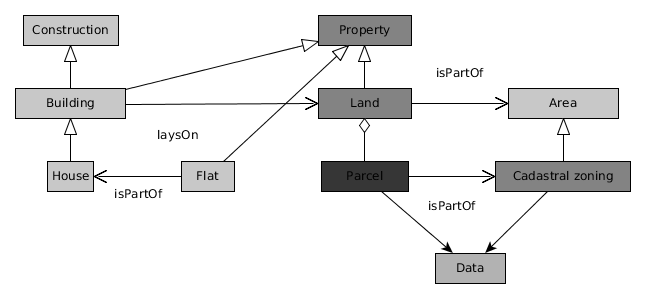 Construction
Property
isPartOf
Building
Land
Area
laysOn
House
Flat
Parcel
Cadastral zoning
isPartOf
isPartOf
Data